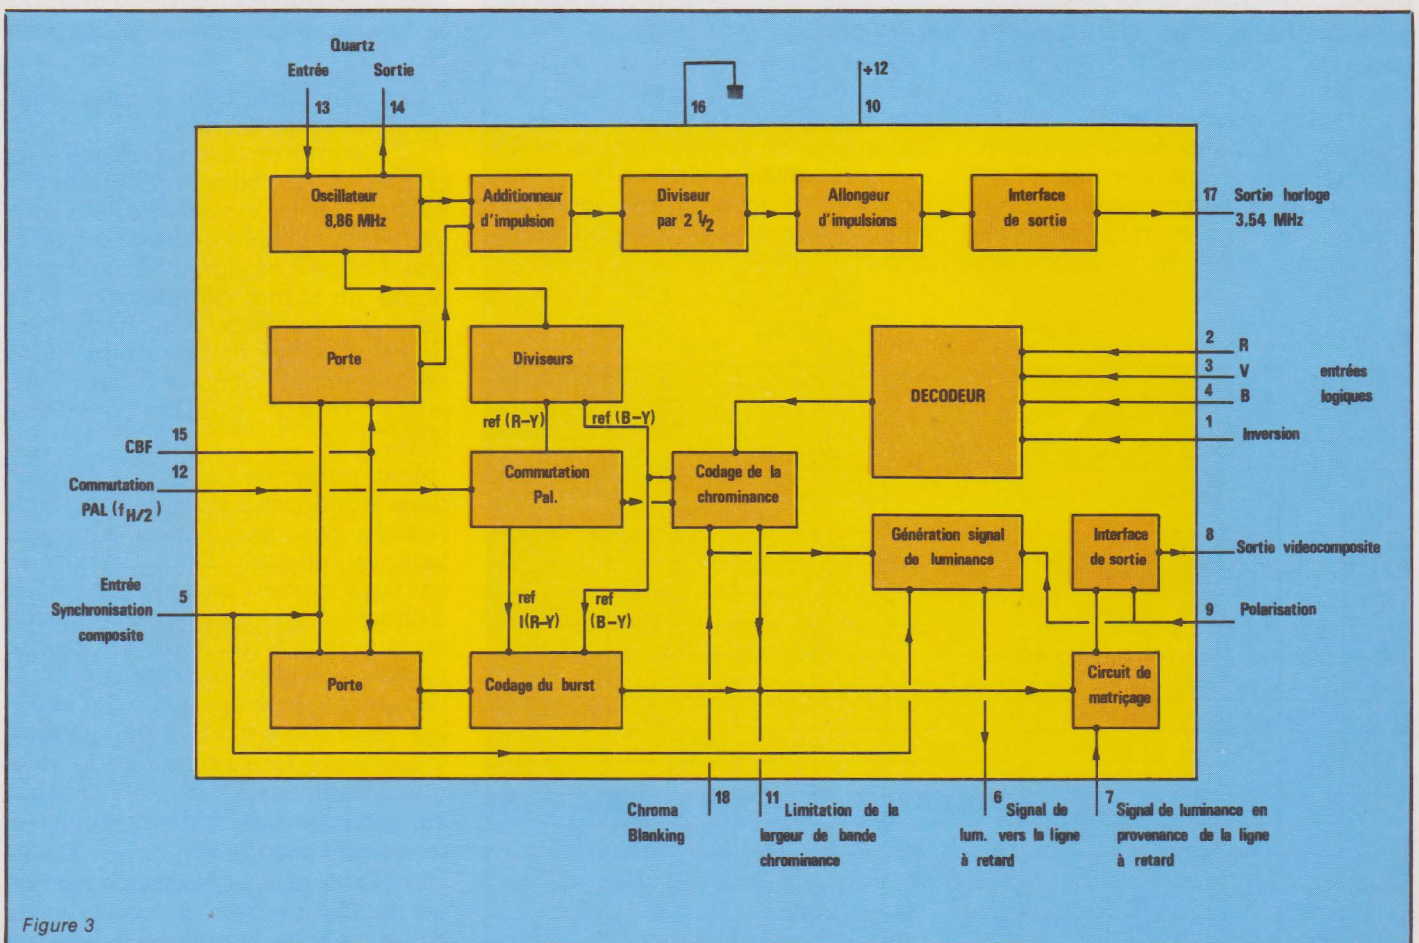 Quartz
Entrée Sortie
13 14 16 +12 10
Oscillateur
8,86 MHz
Additionneur
d'impulsion
Diviseur
par 2 1/2
Allongeur
d'impulsions
Interface
de sortie
17 Sortie horloge
3.54 MHz
Porte
Diviseurs
DECODEUR
2 R
3 V
4 B
entrées
logiques
1 Inversion
ref (R-Y)
ref (B-Y)
15
CBF
12
Commutation
PAL (fH/2)
Commutation
Pal.
Codage de la
chrominance
Génération signal
de luminance
Interface
de sortie
8 Sortie videocomposite
9 Polarisation
Entrée
Synchronisation
composite
5
ref
I(R-Y)
ref
(B-Y)
Porte
Codage du burst
Circuit de
matriçage
Chroma
Blanking
18
11 Limitation de la
largeur de bande
chrominance
6 Signal de
lum. vers la ligne
à retard
7 Signal de luminance en
provenance de la ligne
à retard
Figure 3